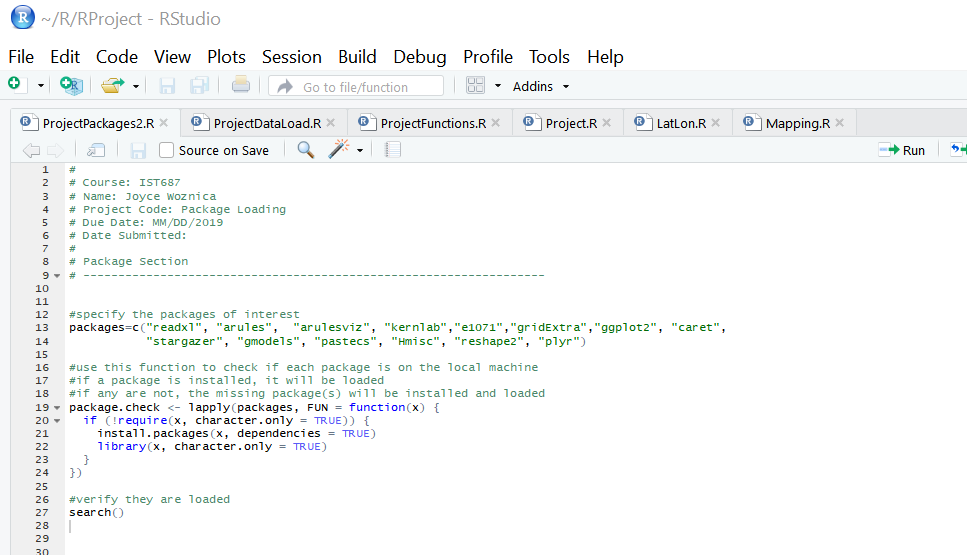 R ~/R/RProject - RStudio
File Edit Code View Plots Session Build Debug Profile Tools Help
Go to file/function Addins
ProjectPackages2.R ProjectDataLoad.R ProjectFunctions.R Project.R LatLon.R Mapping.R
Source on Save Run
1 #
2 # Course: IST687
3 # Name: Joyce Woznica
4 # Project Code: Package Loading
5 # Due Date: MM/DD/2019
6 # Date Submitted:
7 #
8 # Package Section
9 # ------------------------------------------------------------------
10
11
12 #specify the packages of interest
13 packages=c("readxl", "arules",  "arulesviz", "kernlab","e1071","gridExtra","ggplot2", "caret",
14            "stargazer", "gmodels", "pastecs", "Hmisc", "reshape2", "plyr")
15
16 #use this function to check if each package is on the local machine
17 #if a package is installed, it will be loaded
18 #if any are not, the missing package(s) will be installed and loaded
19 package.check <- lapply(packages, FUN = function(x) {
20   if (!require(x, character.only = TRUE)) {
21     install.packages(x, dependencies = TRUE)
22     library(x, character.only = TRUE)
23   }
24 })
25
26 #verify they are loaded
27 search()
28
29
30